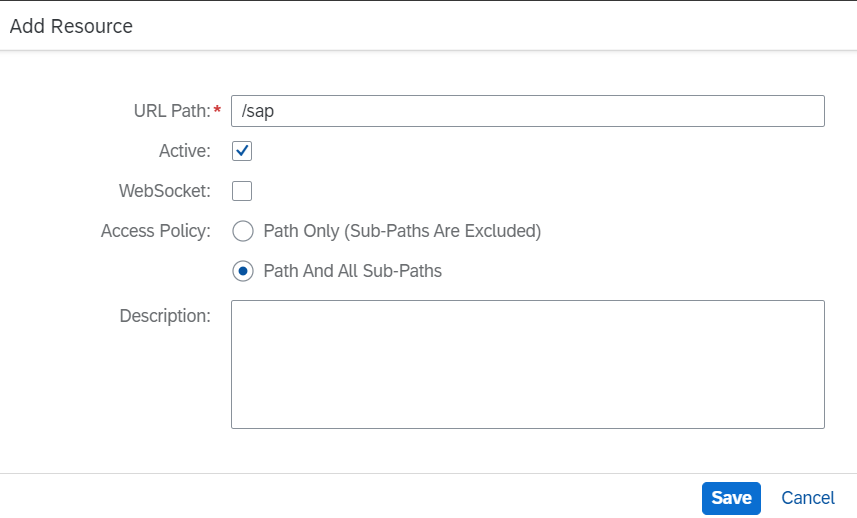 Add Resource
URL Path:* /sap
Active:
WebSocket:
Access Policy: Path Only (Sub-Paths Are Excluded)
Path And All Sub-Paths
Description:
Save Cancel